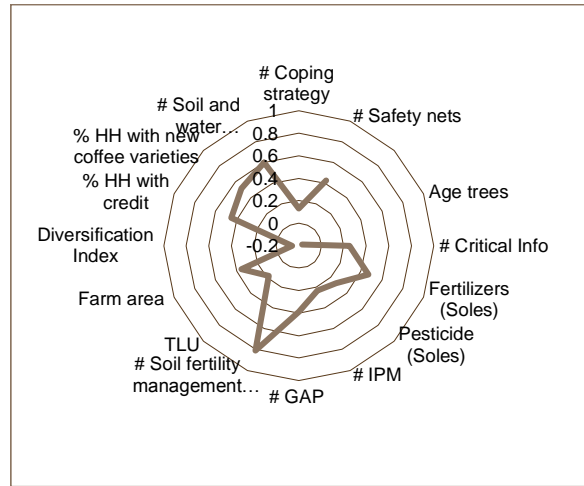 # Coping
strategy
# Soil and
water…
# Safety nets
% HH with new
coffee varieties
% HH with
credit
Age trees
Diversification
Index
# Critical Info
Farm area
Fertilizers
(Soles)
TLU
Pesticide
(Soles)
# Soil fertility
management…
# IPM
# GAP
1
0.8
0.6
0.4
0.2
0
-0.2